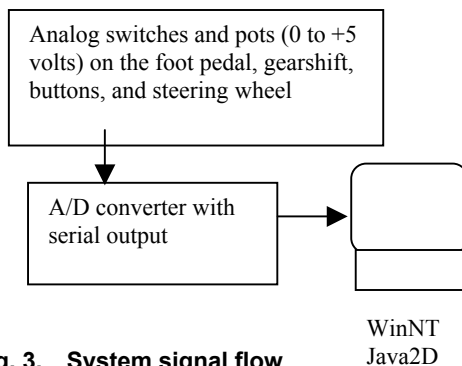 Analog switches and pots (0 to +5
volts) on the foot pedal, gearshift,
buttons, and steering wheel
A/D converter with
serial output
WinNT
Java2D
g. 3. System signal flow